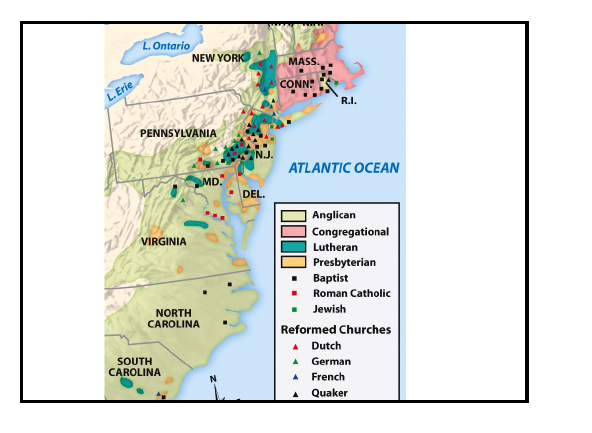 L. Ontario
NEW YORK
MASS.
L. Erie
CONN.
R.I.
PENNSYLVANIA
N.J.
ATLANTIC OCEAN
MD.
DEL.
VIRGINIA
NORTH
CAROLINA
SOUTH
CAROLINA
N
Anglican
Congregational
Lutheran
Presbyterian
Baptist
Roman Catholic
Jewish
Reformed Churches
Dutch
German
French
Quaker